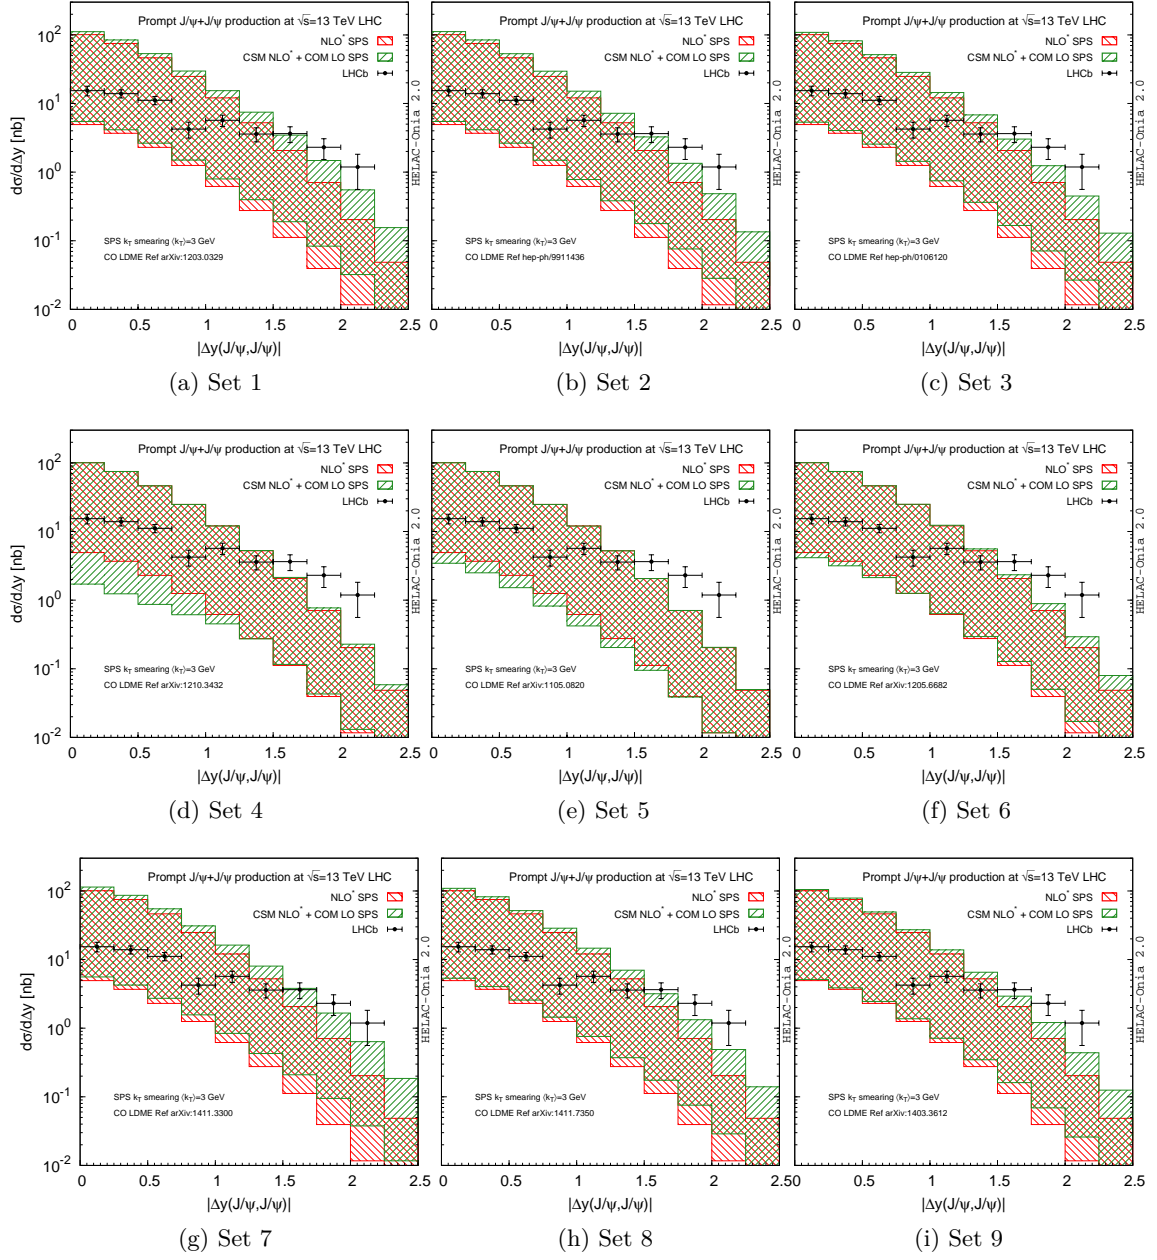 Prompt J/ψ+J/ψ production at √s=13 TeV LHC
NLO* SPS
CSM NLO* + COM LO SPS
LHCb
SPS k_T smearing ⟨k_T⟩=3 GeV
CO LDME Ref arXiv:1203.0329
dσ/dΔy [nb]
10^2
10^1
10^0
10^-1
10^-2
0 0.5 1 1.5 2 2.5
|Δy(J/ψ,J/ψ)|
HELAC-Onia 2.0
(a) Set 1
Prompt J/ψ+J/ψ production at √s=13 TeV LHC
NLO* SPS
CSM NLO* + COM LO SPS
LHCb
SPS k_T smearing ⟨k_T⟩=3 GeV
CO LDME Ref hep-ph/9911436
0 0.5 1 1.5 2 2.5
|Δy(J/ψ,J/ψ)|
HELAC-Onia 2.0
(b) Set 2
Prompt J/ψ+J/ψ production at √s=13 TeV LHC
NLO* SPS
CSM NLO* + COM LO SPS
LHCb
SPS k_T smearing ⟨k_T⟩=3 GeV
CO LDME Ref hep-ph/0106120
0 0.5 1 1.5 2 2.5
|Δy(J/ψ,J/ψ)|
HELAC-Onia 2.0
(c) Set 3
Prompt J/ψ+J/ψ production at √s=13 TeV LHC
NLO* SPS
CSM NLO* + COM LO SPS
LHCb
SPS k_T smearing ⟨k_T⟩=3 GeV
CO LDME Ref arXiv:1210.3432
dσ/dΔy [nb]
10^2
10^1
10^0
10^-1
10^-2
0 0.5 1 1.5 2 2.5
|Δy(J/ψ,J/ψ)|
HELAC-Onia 2.0
(d) Set 4
Prompt J/ψ+J/ψ production at √s=13 TeV LHC
NLO* SPS
CSM NLO* + COM LO SPS
LHCb
SPS k_T smearing ⟨k_T⟩=3 GeV
CO LDME Ref arXiv:1105.0820
0 0.5 1 1.5 2 2.5
|Δy(J/ψ,J/ψ)|
HELAC-Onia 2.0
(e) Set 5
Prompt J/ψ+J/ψ production at √s=13 TeV LHC
NLO* SPS
CSM NLO* + COM LO SPS
LHCb
SPS k_T smearing ⟨k_T⟩=3 GeV
CO LDME Ref arXiv:1205.6682
0 0.5 1 1.5 2 2.5
|Δy(J/ψ,J/ψ)|
HELAC-Onia 2.0
(f) Set 6
Prompt J/ψ+J/ψ production at √s=13 TeV LHC
NLO* SPS
CSM NLO* + COM LO SPS
LHCb
SPS k_T smearing ⟨k_T⟩=3 GeV
CO LDME Ref arXiv:1411.3300
dσ/dΔy [nb]
10^2
10^1
10^0
10^-1
10^-2
0 0.5 1 1.5 2 2.5
|Δy(J/ψ,J/ψ)|
HELAC-Onia 2.0
(g) Set 7
Prompt J/ψ+J/ψ production at √s=13 TeV LHC
NLO* SPS
CSM NLO* + COM LO SPS
LHCb
SPS k_T smearing ⟨k_T⟩=3 GeV
CO LDME Ref arXiv:1411.7350
0 0.5 1 1.5 2 2.5
|Δy(J/ψ,J/ψ)|
HELAC-Onia 2.0
(h) Set 8
Prompt J/ψ+J/ψ production at √s=13 TeV LHC
NLO* SPS
CSM NLO* + COM LO SPS
LHCb
SPS k_T smearing ⟨k_T⟩=3 GeV
CO LDME Ref arXiv:1403.3612
0 0.5 1 1.5 2 2.5
|Δy(J/ψ,J/ψ)|
HELAC-Onia 2.0
(i) Set 9